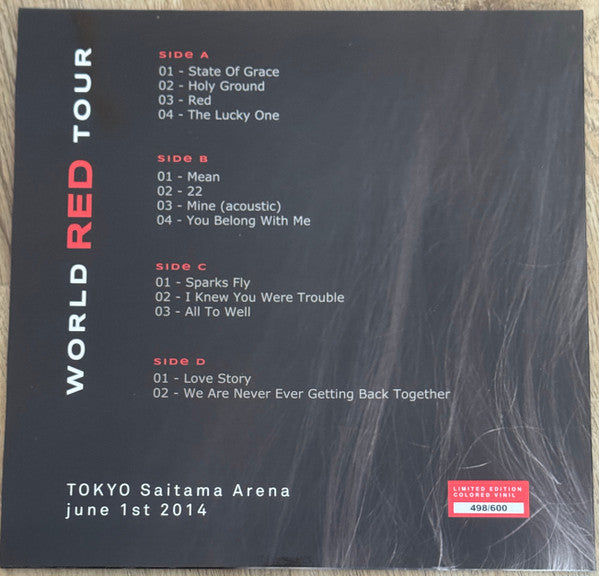 WORLD RED TOUR
SIDE A
01 - State Of Grace
02 - Holy Ground
03 - Red
04 - The Lucky One
SIDE B
01 - Mean
02 - 22
03 - Mine (acoustic)
04 - You Belong With Me
SIDE C
01 - Sparks Fly
02 - I Knew You Were Trouble
03 - All To Well
SIDE D
01 - Love Story
02 - We Are Never Ever Getting Back Together
TOKYO Saitama Arena
june 1st 2014
LIMITED EDITION
COLORED VINYL
498/600